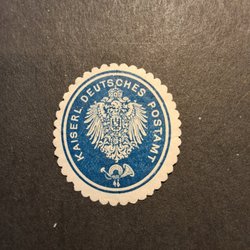 KAISERL. DEUTSCHES POSTAMT